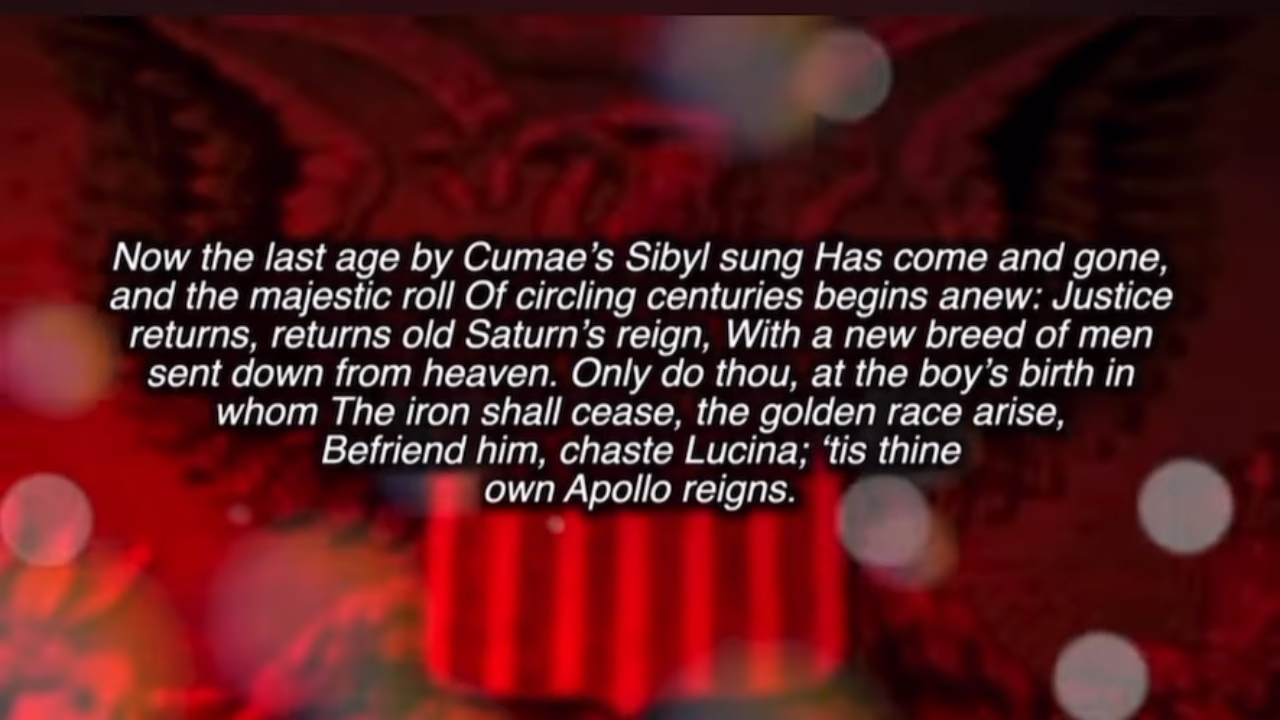 Now the last age by Cumae’s Sibyl sung Has come and gone,
and the majestic roll Of circling centuries begins anew: Justice
returns, returns old Saturn’s reign, With a new breed of men
sent down from heaven. Only do thou, at the boy’s birth in
whom The iron shall cease, the golden race arise,
Befriend him, chaste Lucina; ‘tis thine
own Apollo reigns.